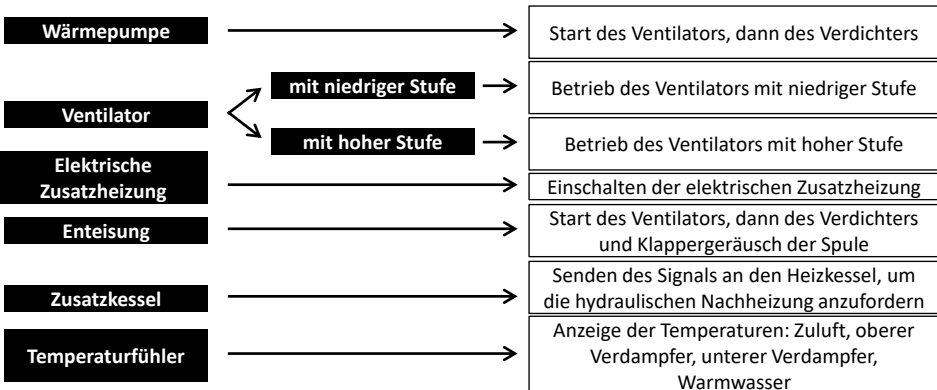 Wärmepumpe
Start des Ventilators, dann des Verdichters
Ventilator
mit niedriger Stufe
Betrieb des Ventilators mit niedriger Stufe
mit hoher Stufe
Betrieb des Ventilators mit hoher Stufe
Elektrische
Zusatzheizung
Einschalten der elektrischen Zusatzheizung
Enteisung
Start des Ventilators, dann des Verdichters
und Klappergeräusch der Spule
Zusatzkessel
Senden des Signals an den Heizkessel, um
die hydraulischen Nachheizung anzufordern
Temperaturfühler
Anzeige der Temperaturen: Zuluft, oberer
Verdampfer, unterer Verdampfer,
Warmwasser